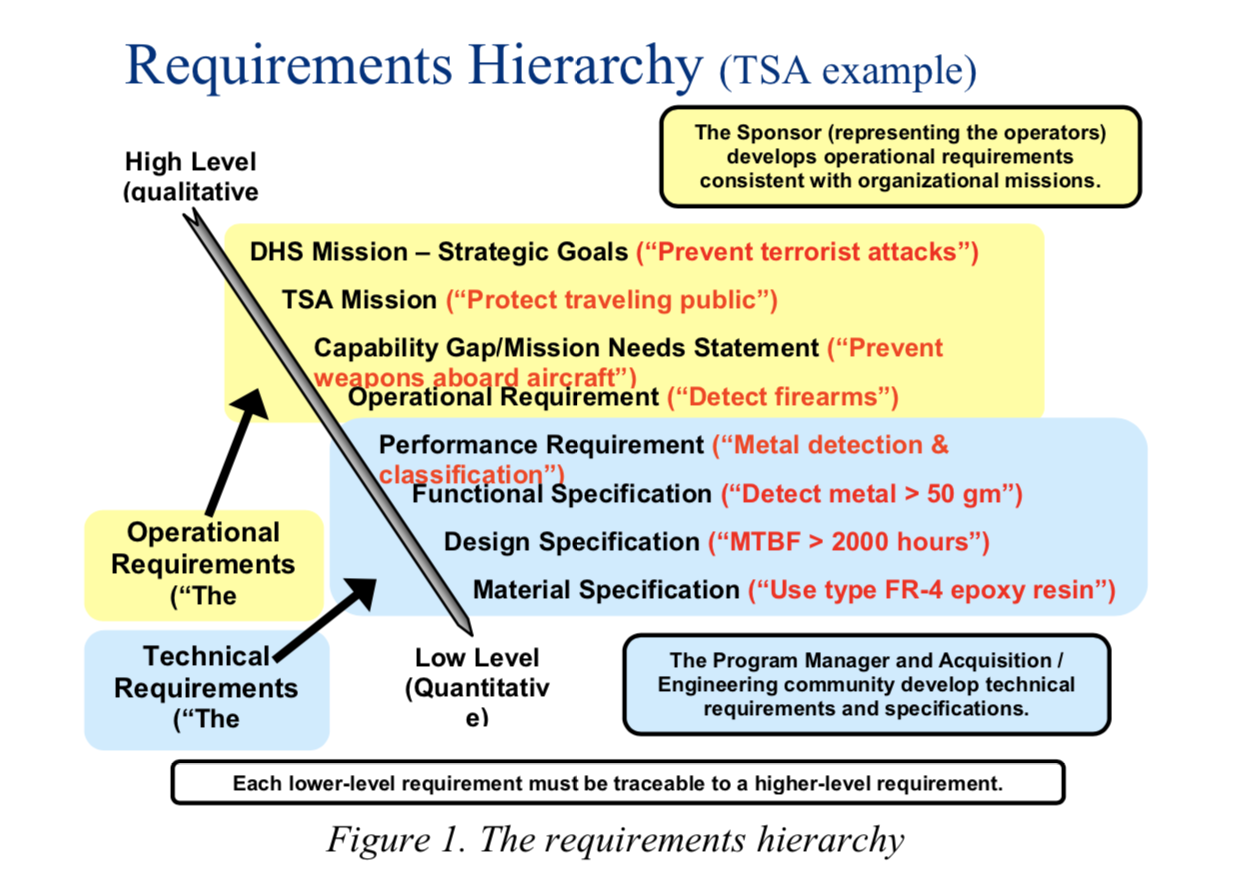 Requirements Hierarchy (TSA example)
The Sponsor (representing the operators)
develops operational requirements
consistent with organizational missions.
High Level
(qualitative
DHS Mission – Strategic Goals (“Prevent terrorist attacks”)
TSA Mission (“Protect traveling public”)
Capability Gap/Mission Needs Statement (“Prevent
weapons aboard aircraft”)
Operational Requirement (“Detect firearms”)
Performance Requirement (“Metal detection &
classification”)
Functional Specification (“Detect metal > 50 gm”)
Design Specification (“MTBF > 2000 hours”)
Material Specification (“Use type FR-4 epoxy resin”)
Operational
Requirements
(“The
Technical
Requirements
(“The
Low Level
(Quantitativ
e)
The Program Manager and Acquisition /
Engineering community develop technical
requirements and specifications.
Each lower-level requirement must be traceable to a higher-level requirement.
Figure 1. The requirements hierarchy